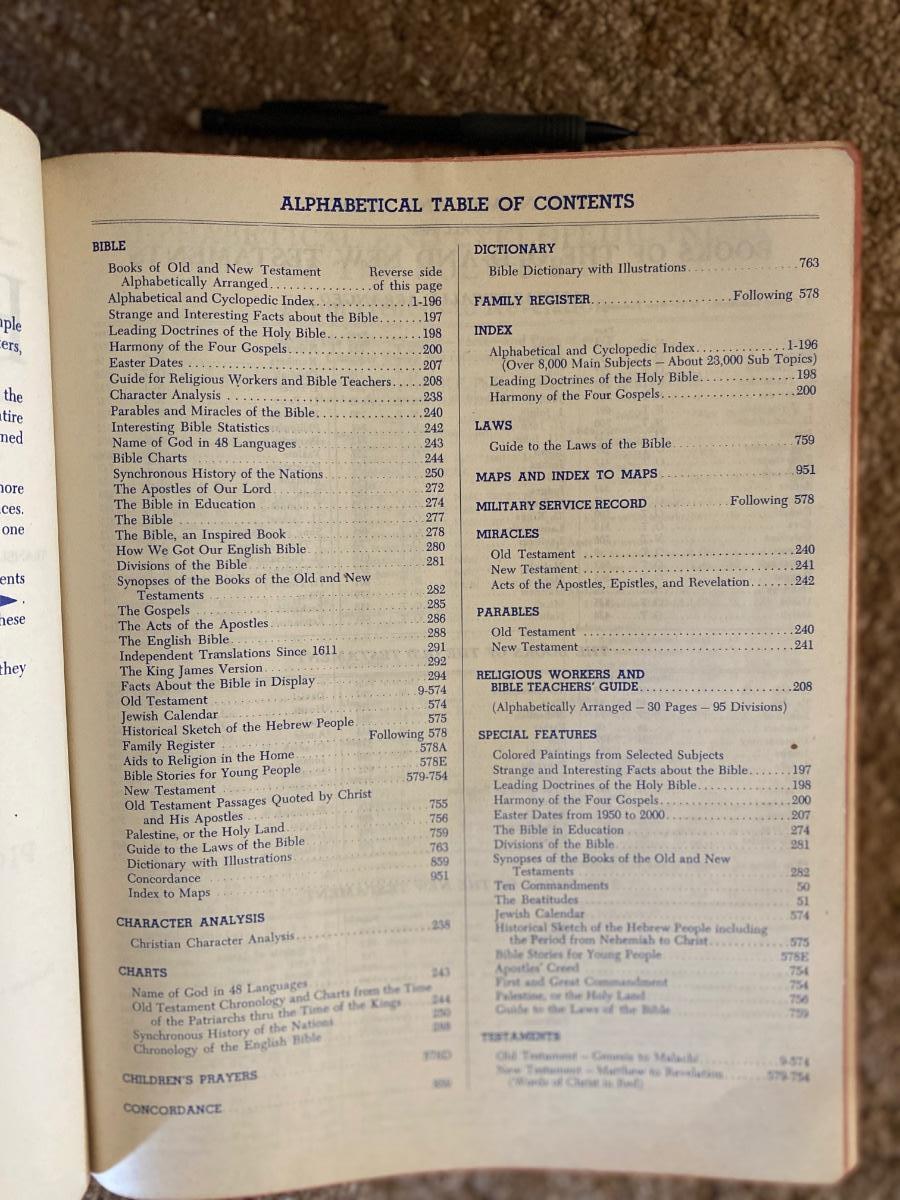 ple
ers,
the
tire
ned
nore
ces.
one
ents
hese
they
ALPHABETICAL TABLE OF CONTENTS
BIBLE
Books of Old and New Testament Reverse side
Alphabetically Arranged...............of this page
Alphabetical and Cyclopedic Index...............1-196
Strange and Interesting Facts about the Bible.......197
Leading Doctrines of the Holy Bible...............198
Harmony of the Four Gospels...............200
Easter Dates...............207
Guide for Religious Workers and Bible Teachers.....208
Character Analysis...............238
Parables and Miracles of the Bible...............240
Interesting Bible Statistics...............242
Name of God in 48 Languages...............243
Bible Charts...............244
Synchronous History of the Nations...............250
The Apostles of Our Lord...............272
The Bible in Education...............274
The Bible...............277
The Bible, an Inspired Book...............278
How We Got Our English Bible...............280
Divisions of the Bible...............281
Synopses of the Books of the Old and New
Testaments...............282
The Gospels...............285
The Acts of the Apostles...............286
The English Bible...............288
Independent Translations Since 1611...............291
The King James Version...............292
Facts About the Bible in Display...............294
Old Testament...............9-574
Jewish Calendar...............574
Historical Sketch of the Hebrew People...............575
Family Register...............Following 578
Aids to Religion in the Home...............578A
Bible Stories for Young People...............578E
New Testament...............579-754
Old Testament Passages Quoted by Christ
and His Apostles...............755
Palestine, or the Holy Land...............756
Guide to the Laws of the Bible...............759
Dictionary with Illustrations...............763
Concordance...............859
Index to Maps...............951
CHARACTER ANALYSIS
Christian Character Analysis...............238
CHARTS
Name of God in 48 Languages...............243
Old Testament Chronology and Charts from the Time
of the Patriarchs thru the Time of the Kings...............244
Synchronous History of the Nations...............250
Chronology of the English Bible...............288
CHILDREN'S PRAYERS
CONCORDANCE
DICTIONARY
Bible Dictionary with Illustrations...............763
FAMILY REGISTER...............Following 578
INDEX
Alphabetical and Cyclopedic Index...............1-196
(Over 8,000 Main Subjects — About 23,000 Sub Topics)
Leading Doctrines of the Holy Bible...............198
Harmony of the Four Gospels...............200
LAWS
Guide to the Laws of the Bible...............759
MAPS AND INDEX TO MAPS...............951
MILITARY SERVICE RECORD...............Following 578
MIRACLES
Old Testament...............240
New Testament...............241
Acts of the Apostles, Epistles, and Revelation.......242
PARABLES
Old Testament...............240
New Testament...............241
RELIGIOUS WORKERS AND
BIBLE TEACHERS' GUIDE...............208
(Alphabetically Arranged — 30 Pages — 95 Divisions)
SPECIAL FEATURES
Colored Paintings from Selected Subjects
Strange and Interesting Facts about the Bible.......197
Leading Doctrines of the Holy Bible...............198
Harmony of the Four Gospels...............200
Easter Dates from 1950 to 2000...............207
The Bible in Education...............274
Divisions of the Bible...............281
Synopses of the Books of the Old and New
Testaments...............282
Ten Commandments...............50
The Beatitudes...............51
Jewish Calendar...............574
Historical Sketch of the Hebrew People including
the Period from Nehemiah to Christ...............575
Bible Stories for Young People...............578E
Apostles' Creed...............754
First and Great Commandment...............754
Palestine, or the Holy Land...............756
Guide to the Laws of the Bible...............759
TESTAMENTS
Old Testament — Genesis to Malachi...............9-574
New Testament — Matthew to Revelation...............579-754
(Words of Christ in Red)